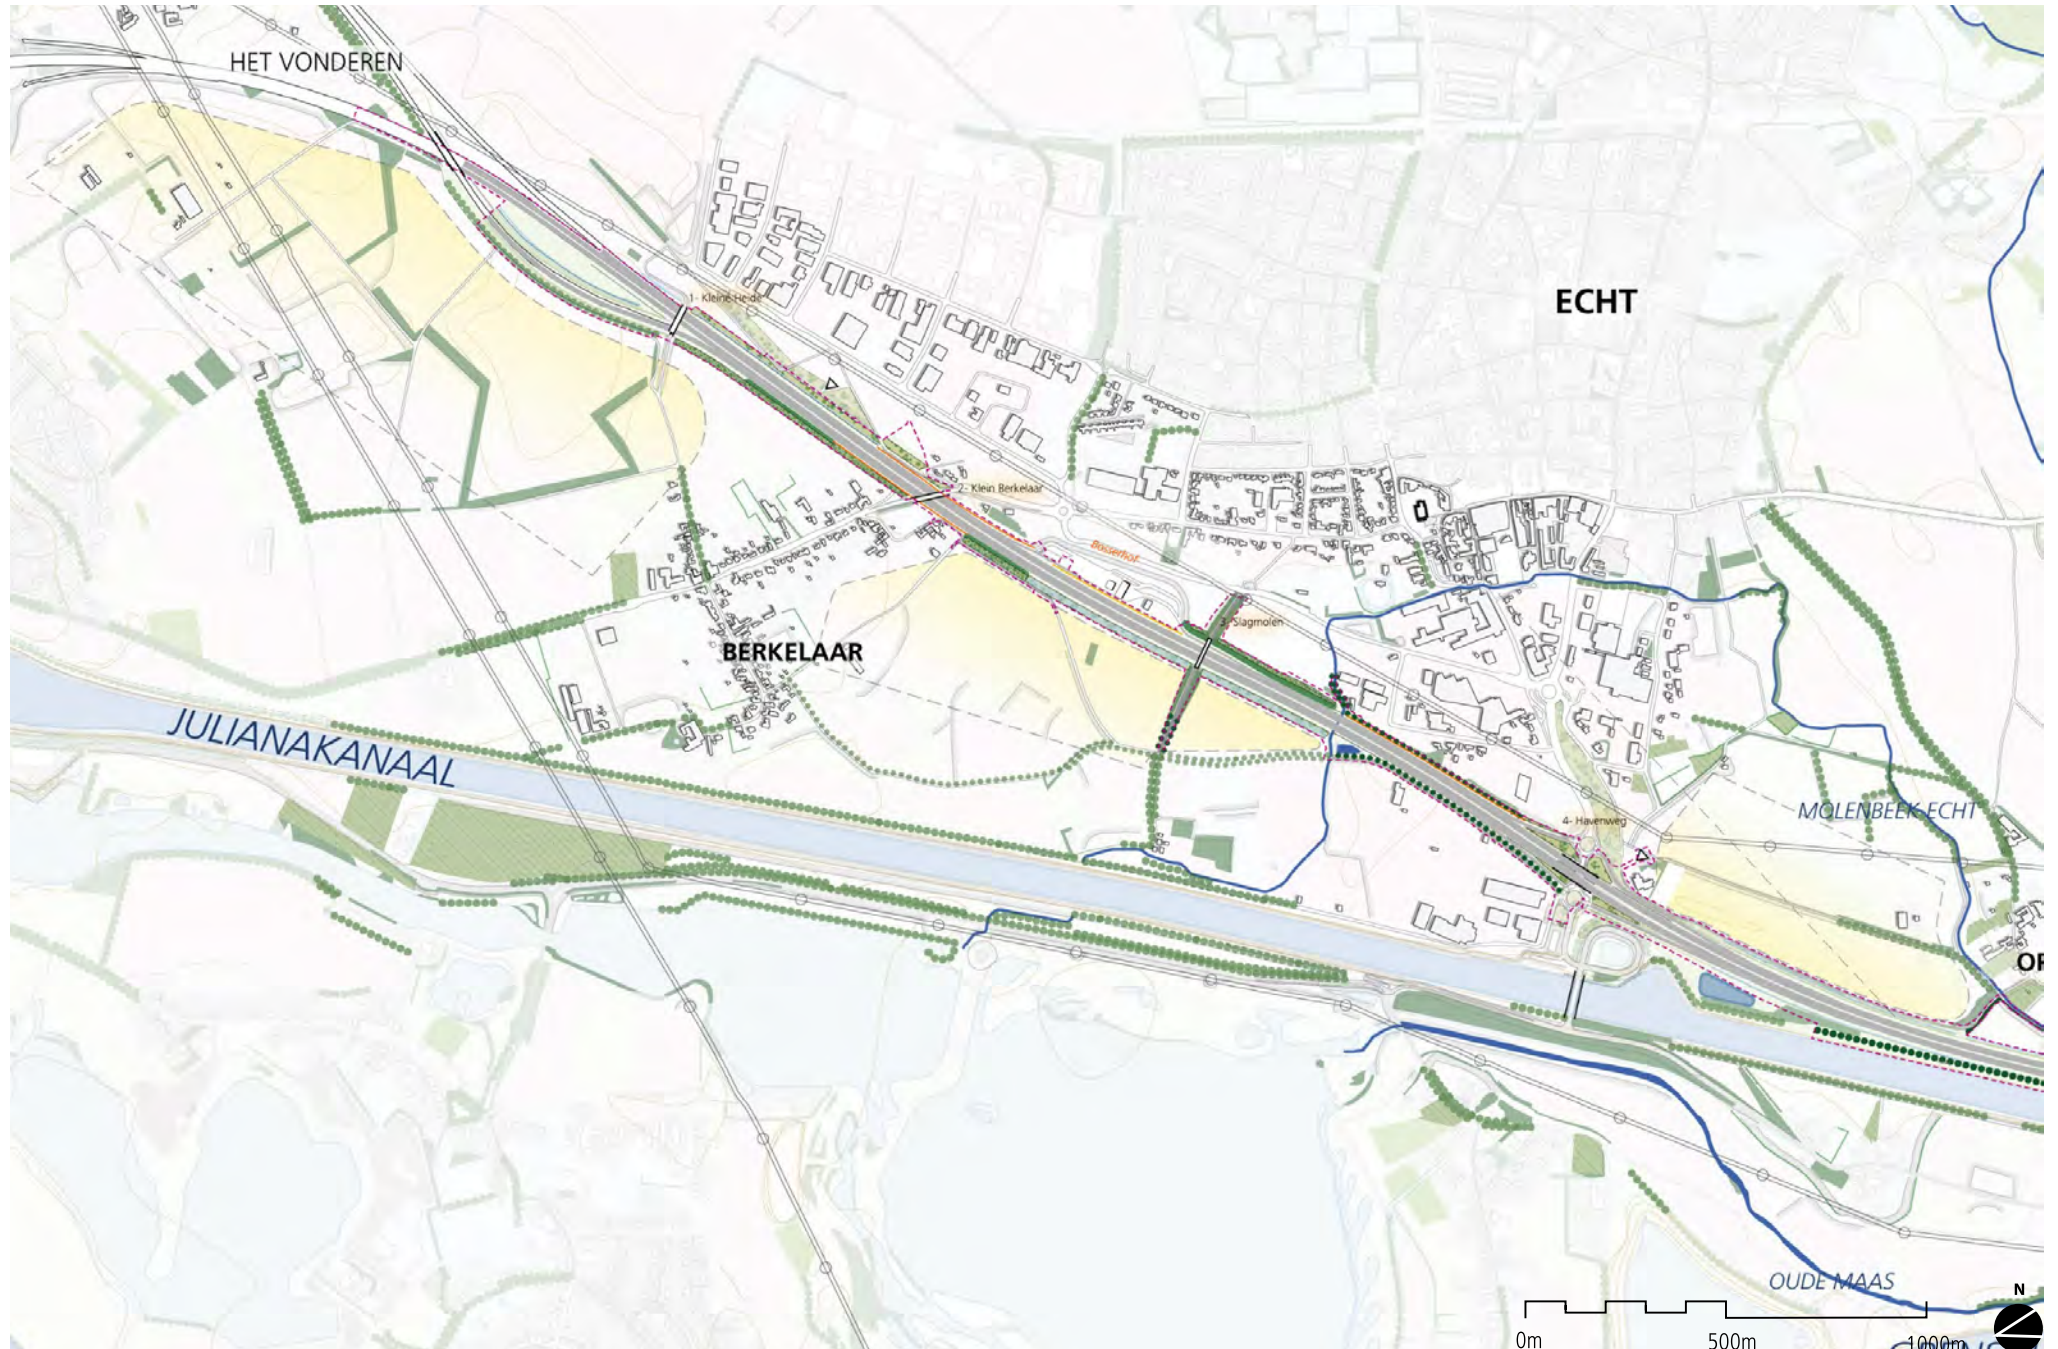 HET VONDEREN
ECHT
1- Kleine Heide
2- Klein Berkelaar
Bosserhof
3- Slagmolen
BERKELAAR
JULIANAKANAAL
4- Havenweg
MOLENBEEK-ECHT
OUDE MAAS
N
0m
500m
1000m